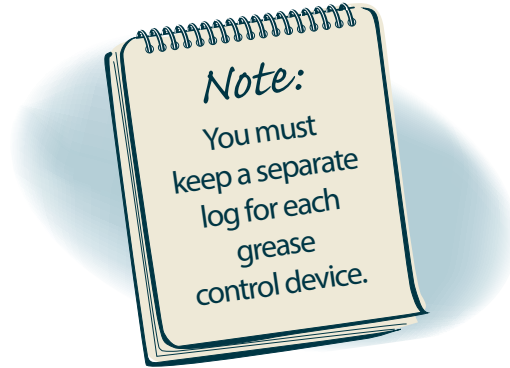 Note:
You must
keep a separate
log for each
grease
control device.